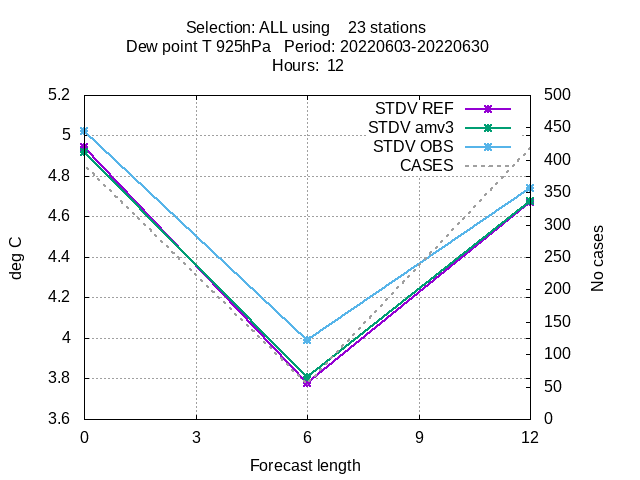 Selection: ALL using    23 stations
Dew point T 925hPa   Period: 20220603-20220630
Hours:  12
5.2
5
4.8
4.6
4.4
4.2
4
3.8
3.6
deg C
STDV REF
STDV amv3
STDV OBS
CASES
500
450
400
350
300
250
200
150
100
50
0
No cases
0 3 6 9 12
Forecast length